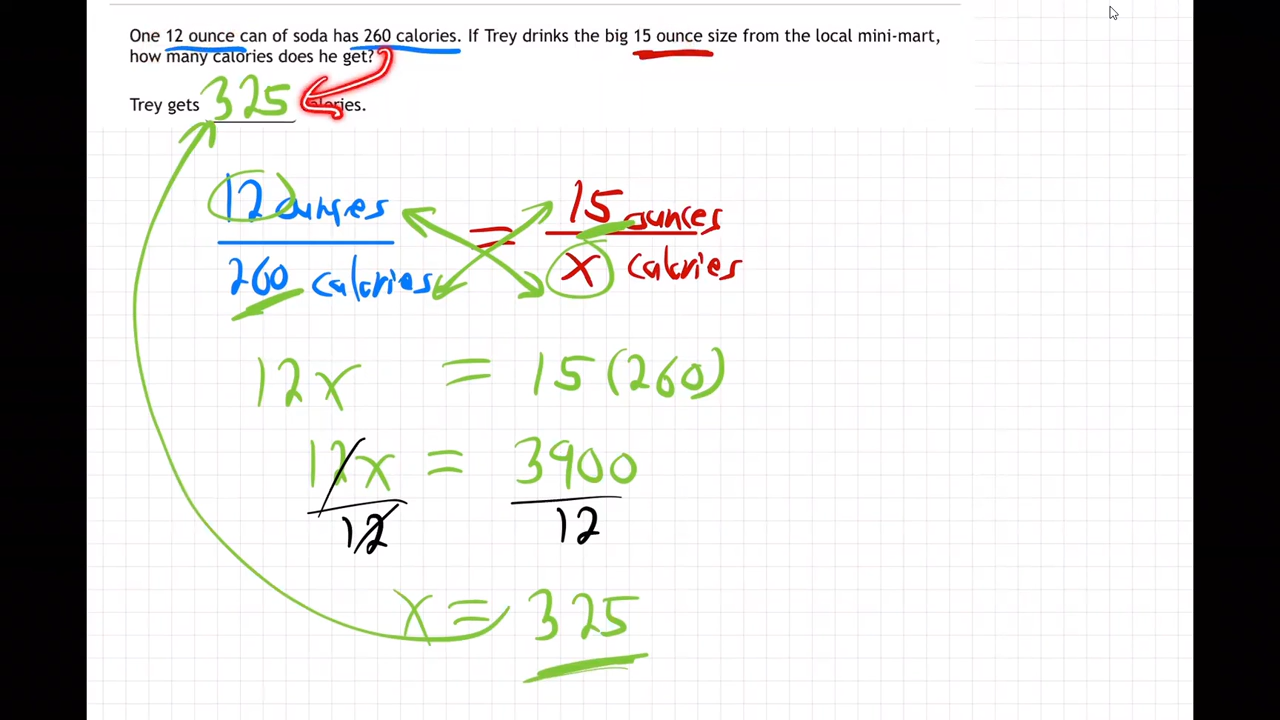 One 12 ounce can of soda has 260 calories. If Trey drinks the big 15 ounce size from the local mini-mart,
how many calories does he get?
Trey gets 325 calories.
12 ounces = 15 ounces
260 calories x calories
12x = 15(260)
12x = 3900
12 12
x = 325